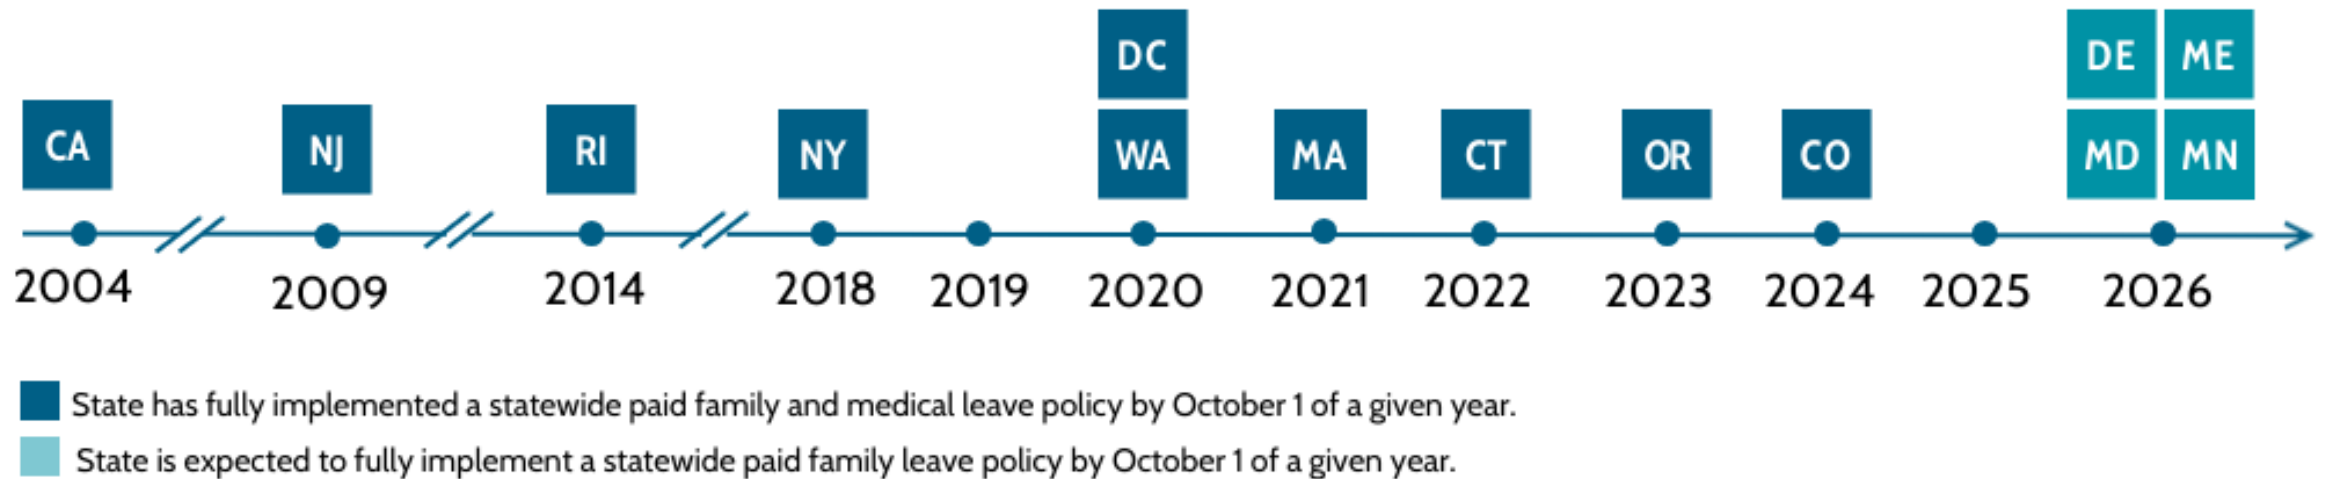 DC DE ME
CA NJ RI NY WA MA CT OR CO MD MN
2004 2009 2014 2018 2019 2020 2021 2022 2023 2024 2025 2026
State has fully implemented a statewide paid family and medical leave policy by October 1 of a given year.
State is expected to fully implement a statewide paid family leave policy by October 1 of a given year.